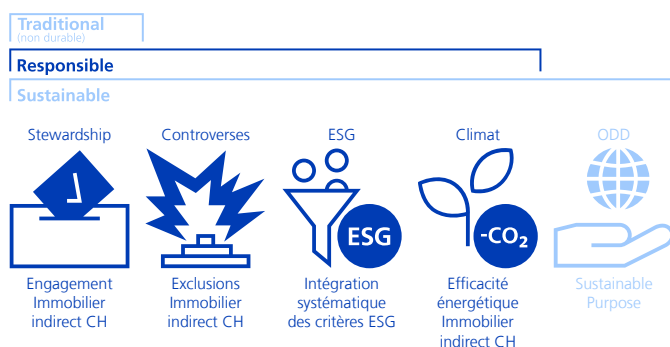 Traditional
(non durable)
Responsible
Sustainable
Stewardship
Controverses
ESG
Climat
ODD
ESG
-CO₂
Engagement
Immobilier
indirect CH
Exclusions
Immobilier
indirect CH
Intégration
systématique
des critères ESG
Efficacité
énergétique
Immobilier
indirect CH
Sustainable
Purpose